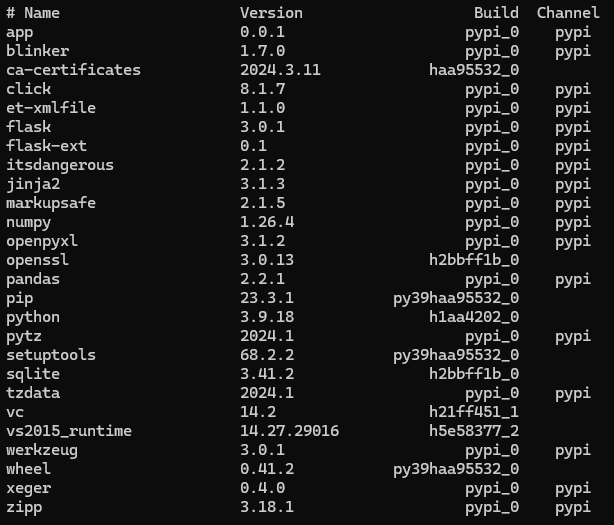 # Name Version Build Channel
app 0.0.1 pypi_0 pypi
blinker 1.7.0 pypi_0 pypi
ca-certificates 2024.3.11 haa95532_0
click 8.1.7 pypi_0 pypi
et-xmlfile 1.1.0 pypi_0 pypi
flask 3.0.1 pypi_0 pypi
flask-ext 0.1 pypi_0 pypi
itsdangerous 2.1.2 pypi_0 pypi
jinja2 3.1.3 pypi_0 pypi
markupsafe 2.1.5 pypi_0 pypi
numpy 1.26.4 pypi_0 pypi
openpyxl 3.1.2 pypi_0 pypi
openssl 3.0.13 h2bbff1b_0
pandas 2.2.1 pypi_0 pypi
pip 23.3.1 py39haa95532_0
python 3.9.18 h1aa4202_0
pytz 2024.1 pypi_0 pypi
setuptools 68.2.2 py39haa95532_0
sqlite 3.41.2 h2bbff1b_0
tzdata 2024.1 pypi_0 pypi
vc 14.2 h21ff451_1
vs2015_runtime 14.27.29016 h5e58377_2
werkzeug 3.0.1 pypi_0 pypi
wheel 0.41.2 py39haa95532_0
xeger 0.4.0 pypi_0 pypi
zipp 3.18.1 pypi_0 pypi